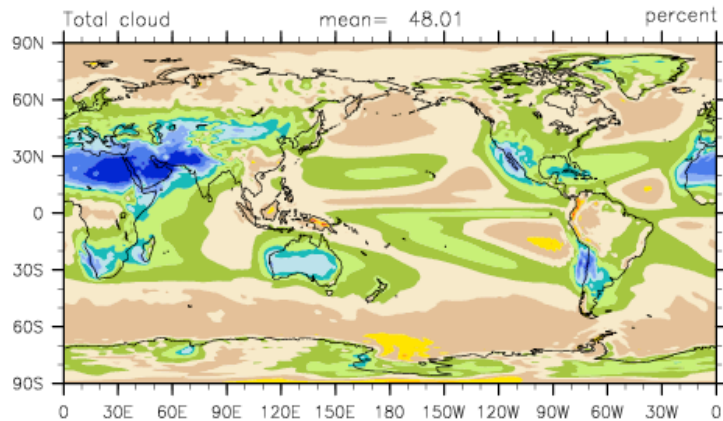 Total cloud mean= 48.01 percent
90N
60N
30N
0
30S
60S
90S
0 30E 60E 90E 120E 150E 180 150W 120W 90W 60W 30W 0